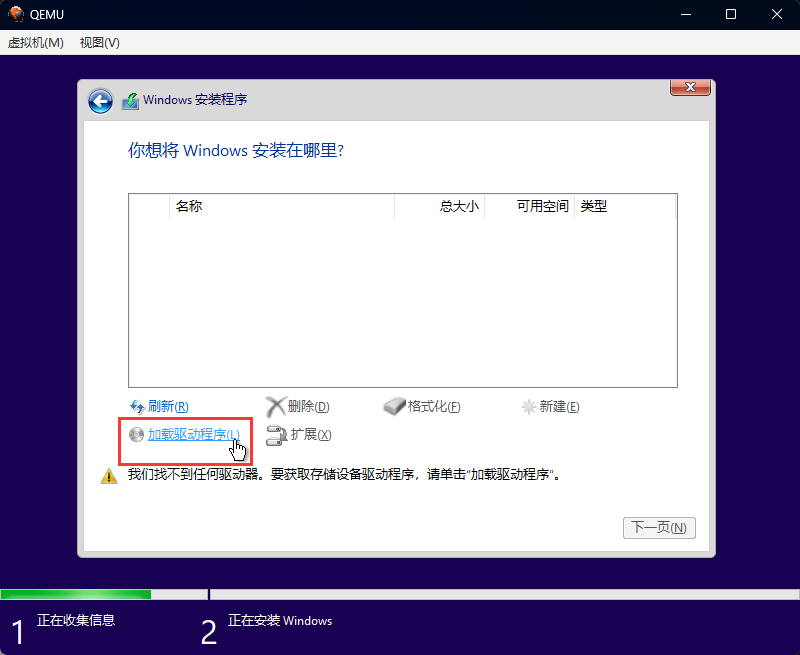 QEMU
虚拟机(M) 视图(V)
Windows 安装程序
你想将 Windows 安装在哪里?
名称 总大小 可用空间 类型
刷新(R) 删除(D) 格式化(F) 新建(E)
加载驱动程序(L) 扩展(X)
我们找不到任何驱动器。要获取存储设备驱动程序，请单击"加载驱动程序"。
下一页(N)
1 正在收集信息 2 正在安装 Windows